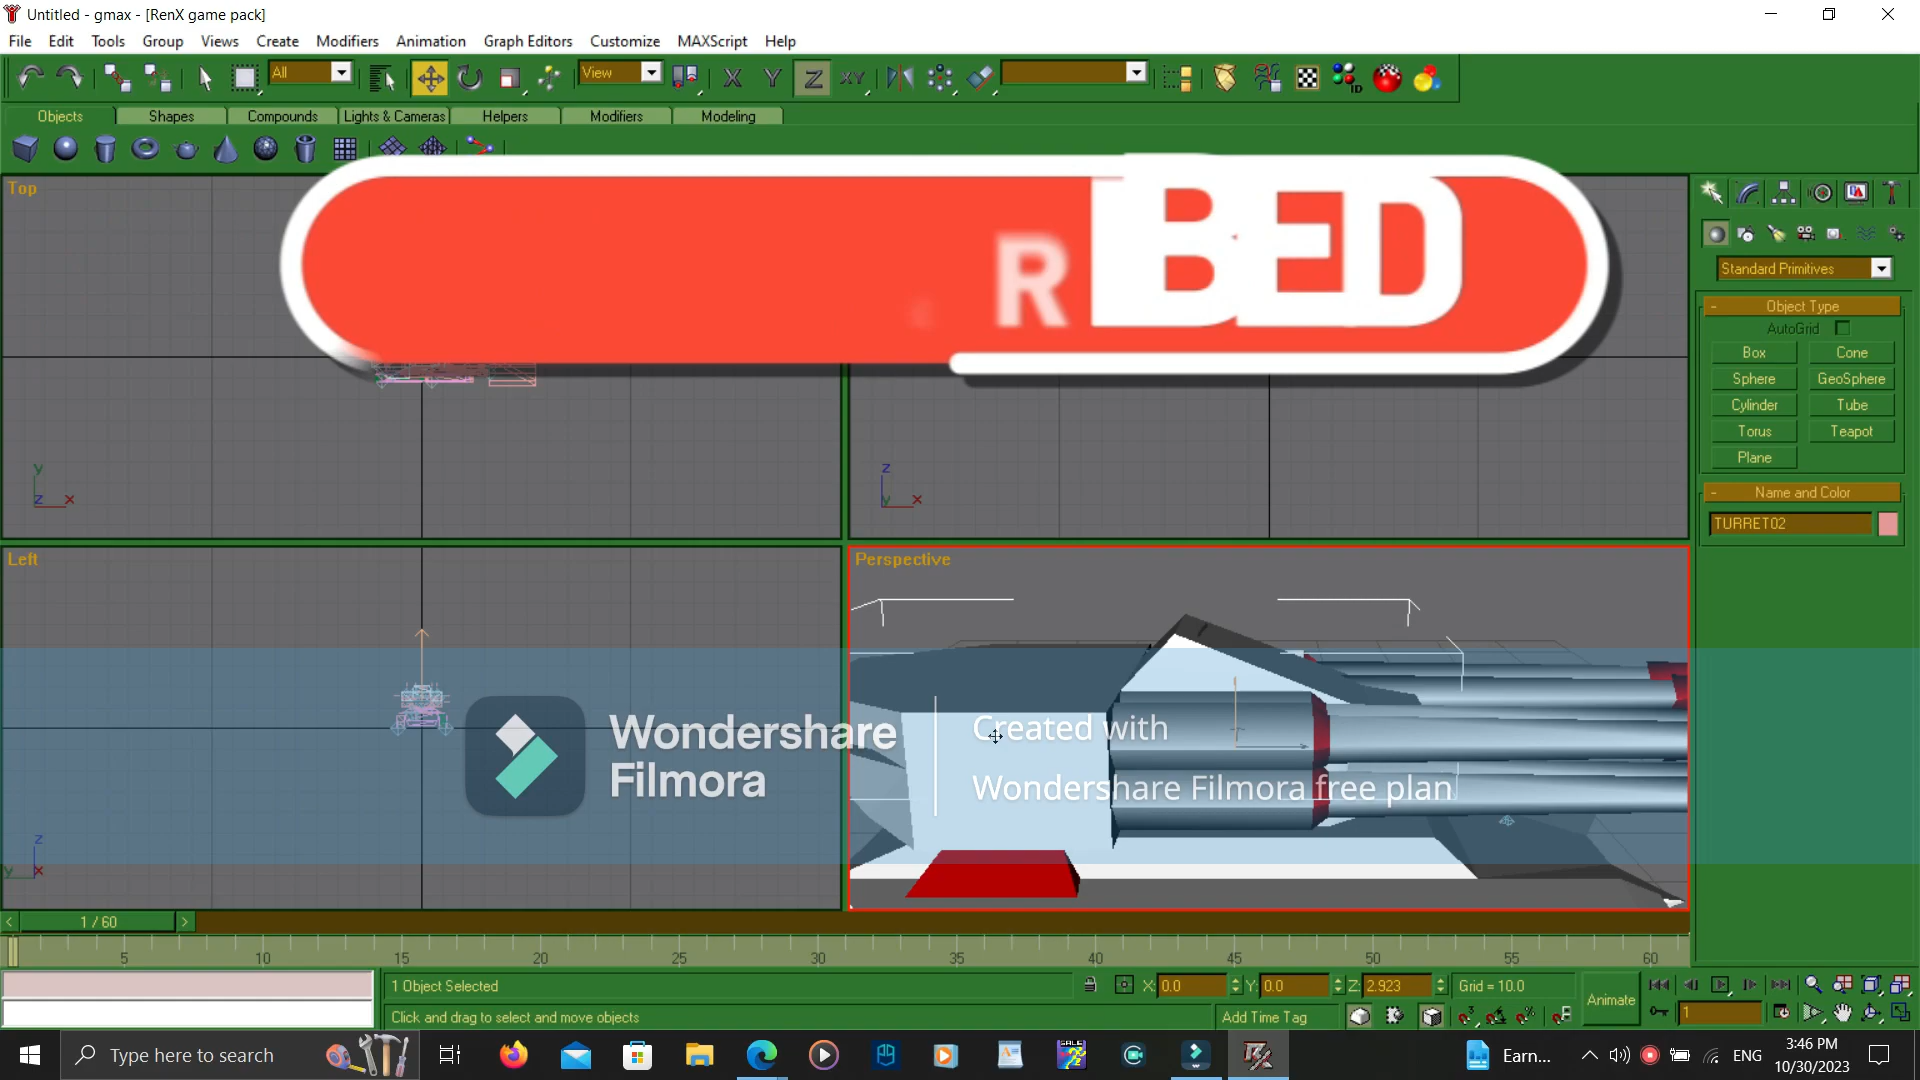 Untitled - gmax - [RenX game pack]
File Edit Tools Group Views Create Modifiers Animation Graph Editors Customize MAXScript Help
All View X Y Z XY ID
Objects Shapes Compounds Lights & Cameras Helpers Modifiers Modeling
Top
R BED
Standard Primitives
- Object Type
AutoGrid
Box Cone
Sphere GeoSphere
Cylinder Tube
Torus Teapot
Plane
- Name and Color
TURRET02
y
z x
z
y x
Left
Perspective
Wondershare
Filmora
Created with
Wondershare Filmora free plan
z
y x
< 1 / 60 >
5 10 15 20 25 30 35 40 45 50 55 60
1 Object Selected
X: 0.0 Y: 0.0 Z: 2.923 Grid = 10.0
Animate
Click and drag to select and move objects
Add Time Tag
1
Type here to search
SALE
Earn...
ENG
3:46 PM
10/30/2023